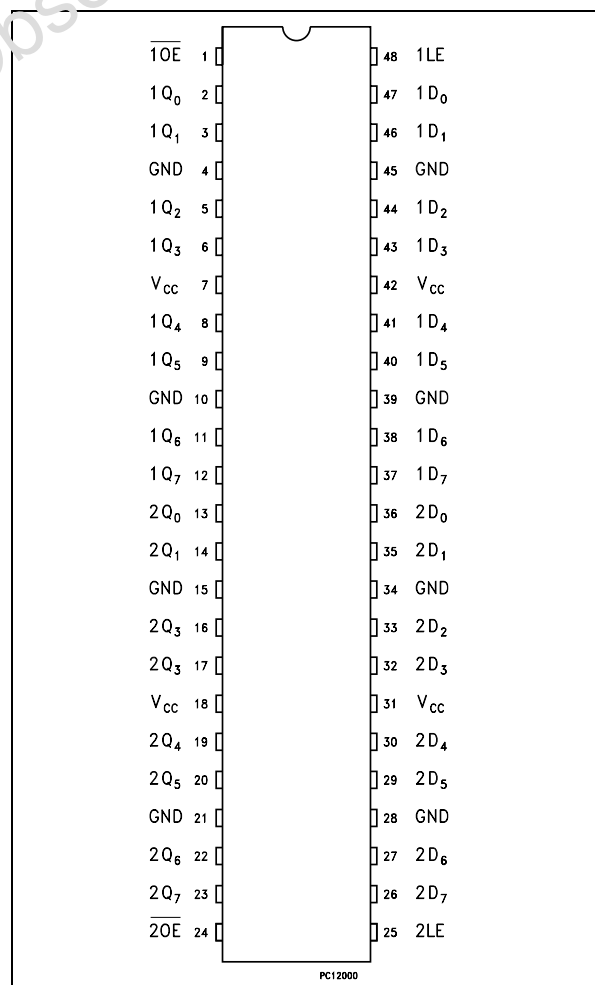 obs
1OE 1 48 1LE
1Q0 2 47 1D0
1Q1 3 46 1D1
GND 4 45 GND
1Q2 5 44 1D2
1Q3 6 43 1D3
VCC 7 42 VCC
1Q4 8 41 1D4
1Q5 9 40 1D5
GND 10 39 GND
1Q6 11 38 1D6
1Q7 12 37 1D7
2Q0 13 36 2D0
2Q1 14 35 2D1
GND 15 34 GND
2Q3 16 33 2D2
2Q3 17 32 2D3
VCC 18 31 VCC
2Q4 19 30 2D4
2Q5 20 29 2D5
GND 21 28 GND
2Q6 22 27 2D6
2Q7 23 26 2D7
2OE 24 25 2LE
PC12000